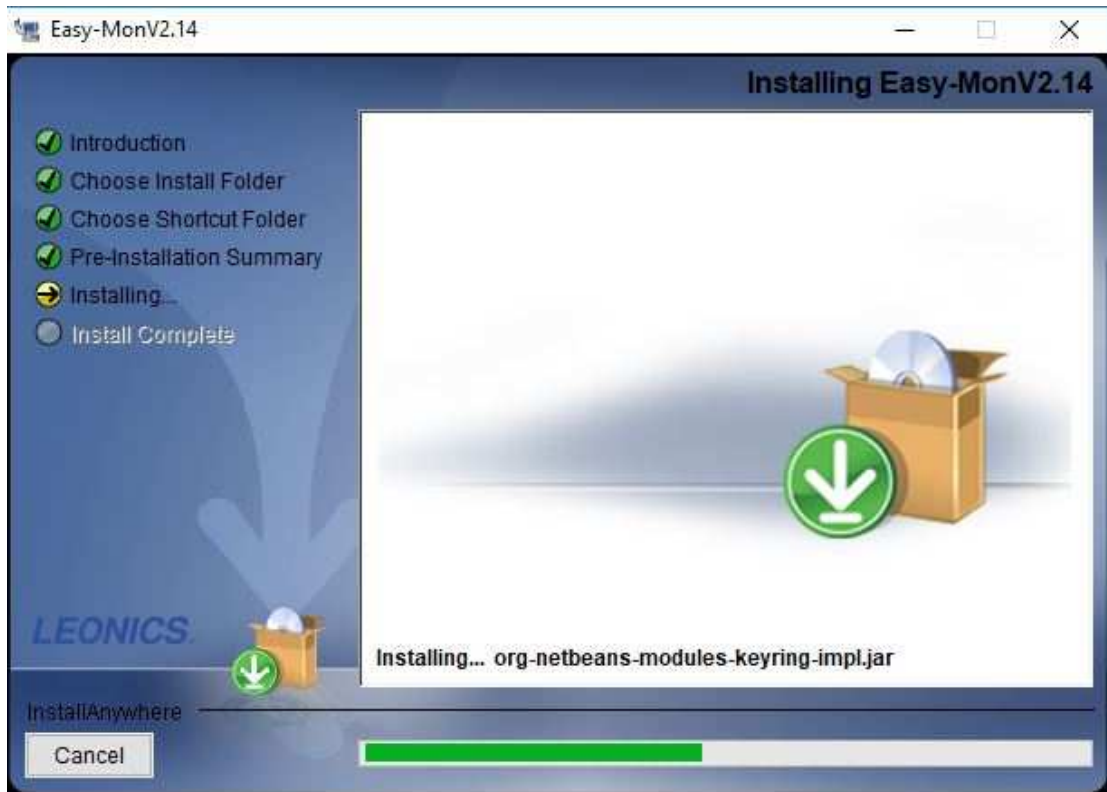 Easy-MonV2.14
Installing Easy-MonV2.14
Introduction
Choose Install Folder
Choose Shortcut Folder
Pre-Installation Summary
Installing...
Install Complete
LEONICS.
Installing... org-netbeans-modules-keyring-impl.jar
InstallAnywhere
Cancel